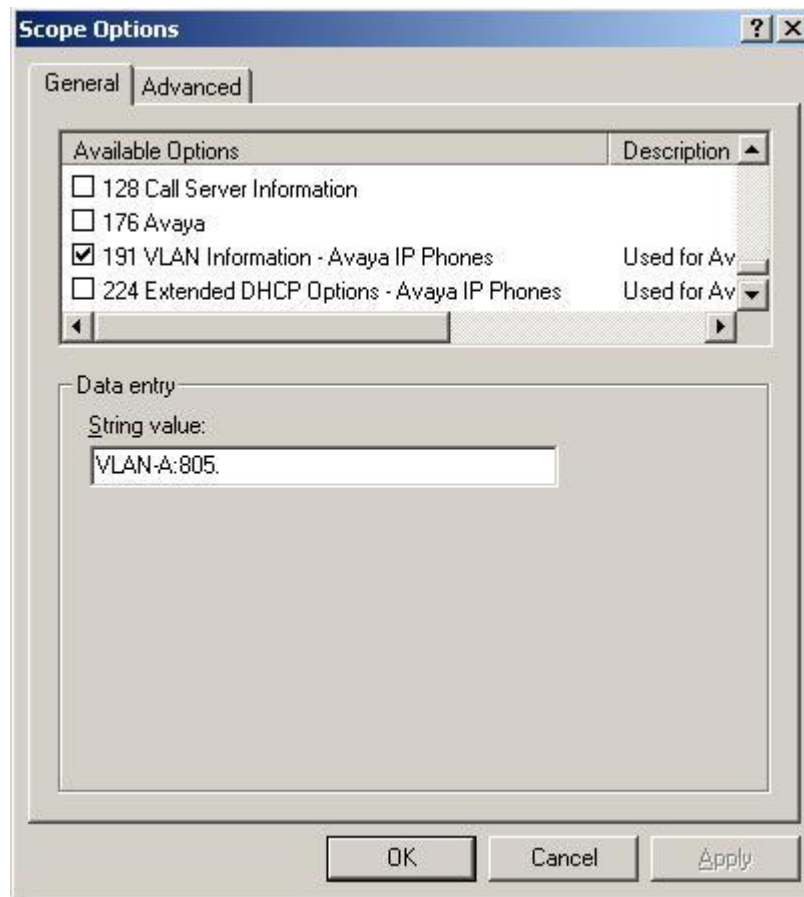 Scope Options
General Advanced
Available Options Description
128 Call Server Information
176 Avaya
191 VLAN Information - Avaya IP Phones Used for Av
224 Extended DHCP Options - Avaya IP Phones Used for Av
Data entry
String value:
VLAN-A:805.
OK Cancel Apply